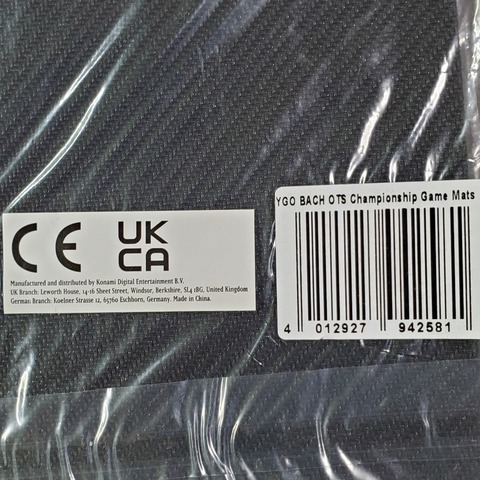 YGO BACH OTS Championship Game Mats
CE
UK
CA
Manufactured and distributed by Konami Digital Entertainment B.V.
UK Branch: Leworth House, 14-16 Sheet Street, Windsor, Berkshire, SL4 1BG, United Kingdom
German Branch: Koelner Strasse 12, 65760 Eschborn, Germany. Made in China.
4 012927 942581